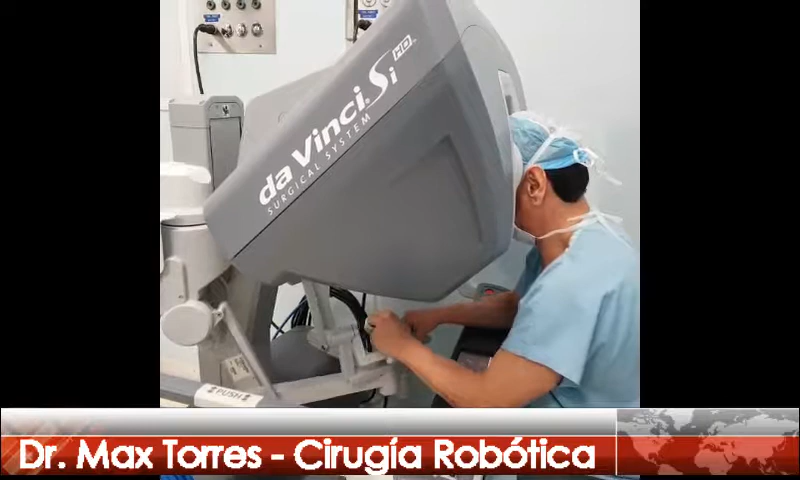 da Vinci Si HD
SURGICAL SYSTEM
PUSH
Dr. Max Torres - Cirugía Robótica